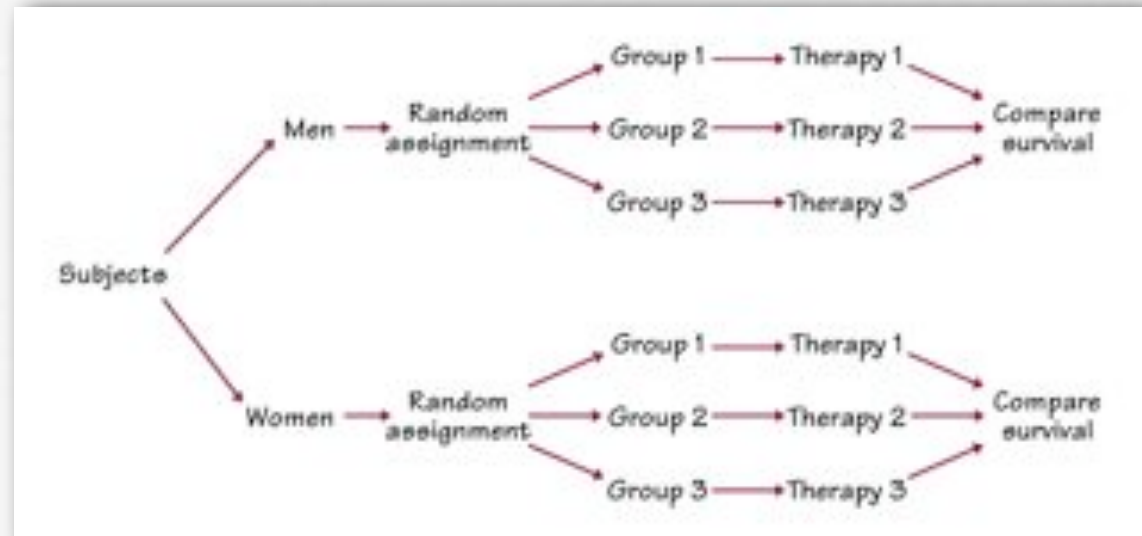 Group 1 Therapy 1
Men Random assignment Group 2 Therapy 2 Compare survival
Group 3 Therapy 3
Subjects
Group 1 Therapy 1
Women Random assignment Group 2 Therapy 2 Compare survival
Group 3 Therapy 3